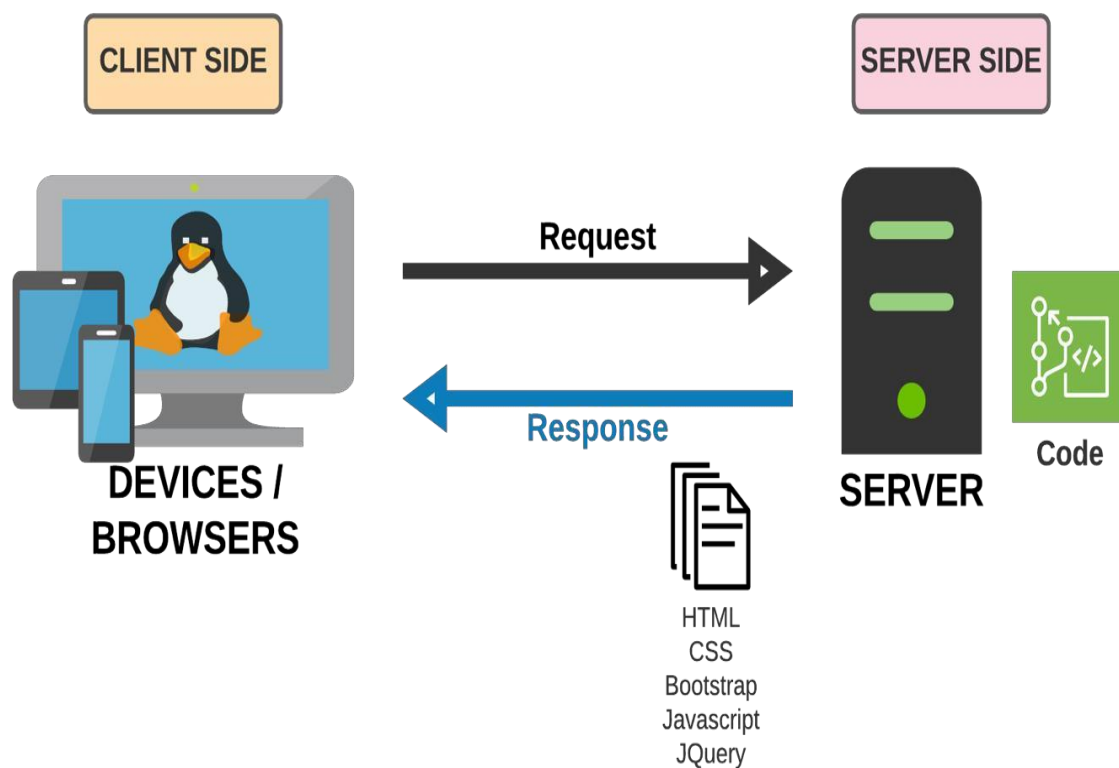 CLIENT SIDE
SERVER SIDE
Request
Response
</>
Code
DEVICES /
BROWSERS
SERVER
HTML
CSS
Bootstrap
Javascript
JQuery